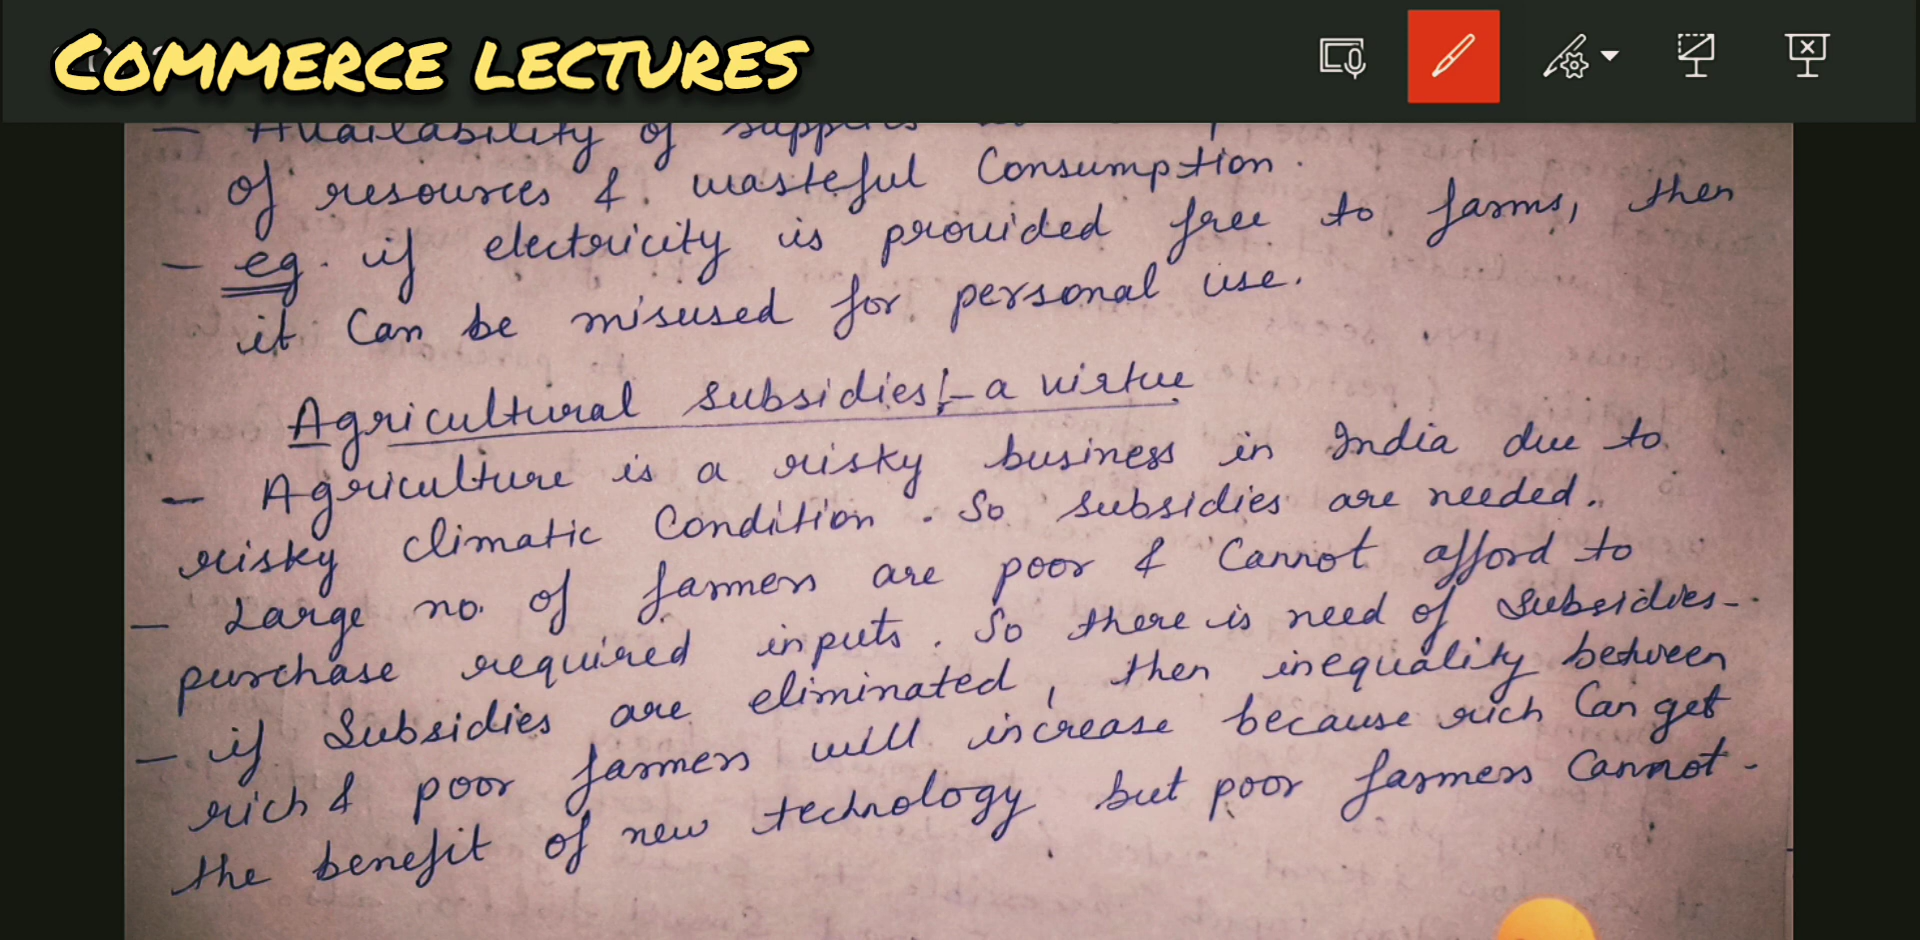 COMMERCE LECTURES
- Availability of supplies
of resources & wasteful Consumption.
- eg. if electricity is provided free to farms, then
it Can be misused for personal use.
Agricultural subsidies:- a virtue
- Agriculture is a risky business in India due to
risky climatic Condition. So subsidies are needed.
- Large no. of farmers are poor & Cannot afford to
purchase required inputs. So there is need of Subsidies-
- if Subsidies are eliminated, then inequality between
rich & poor farmers will increase because rich Can get
the benefit of new technology but poor farmers Cannot-